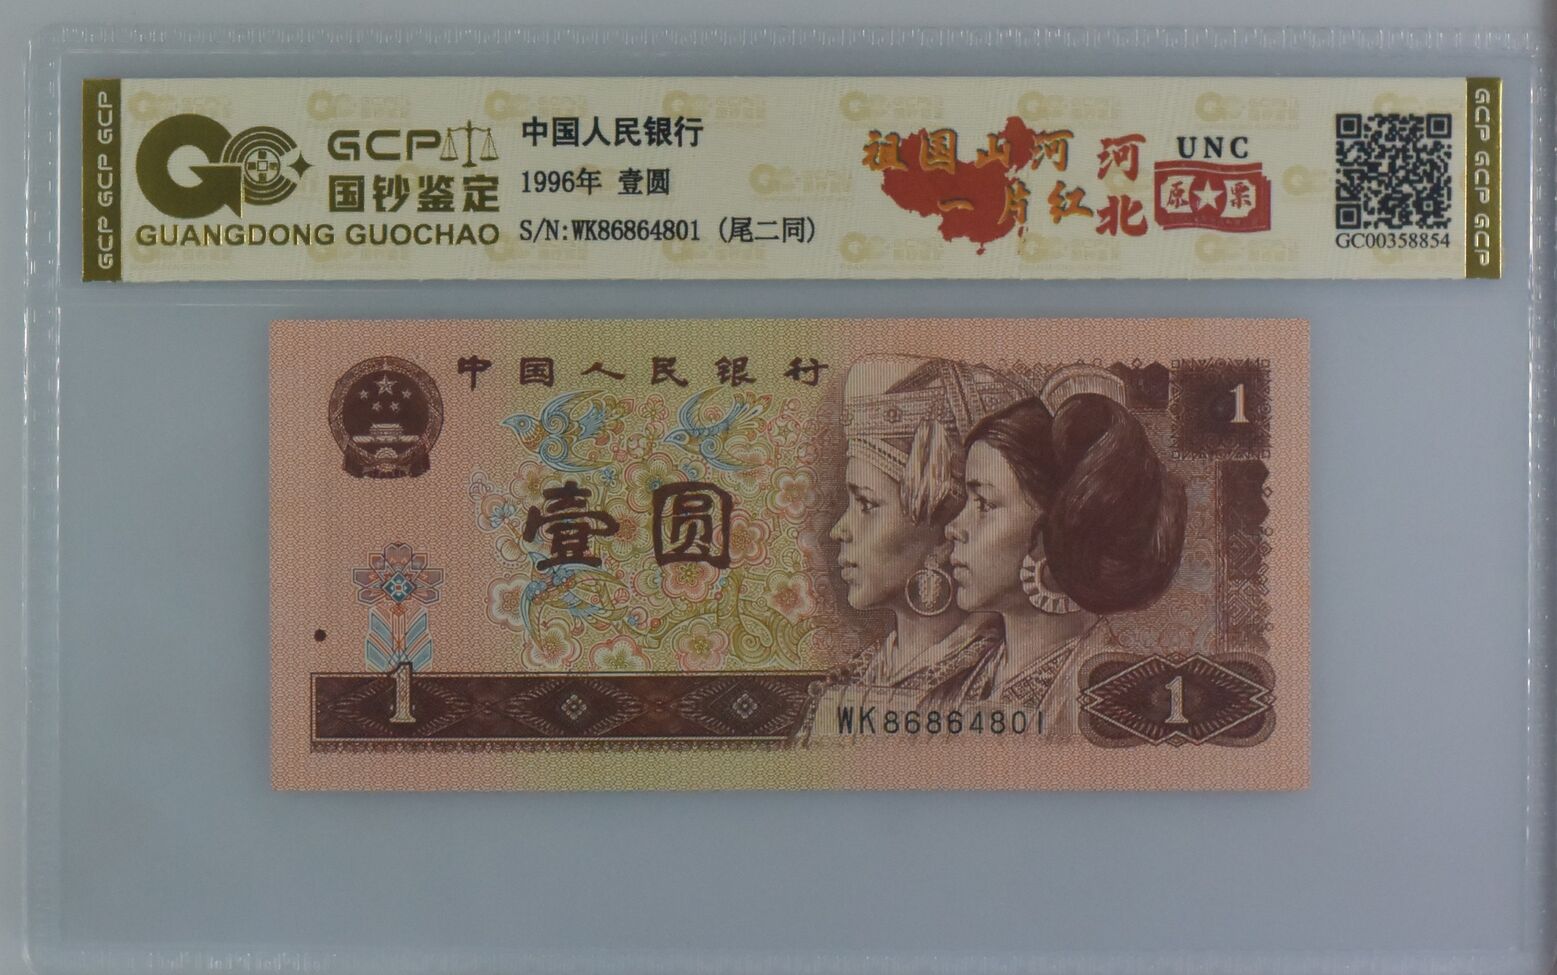 GCP GCP GCP
GCP
国钞鉴定
GUANGDONG GUOCHAO
中国人民银行
1996年 壹圆
S/N:WK86864801 (尾二同)
祖国山河
一片红
河北
UNC
原票
GC00358854
GCP GCP GCP
中国人民银行
1
壹圆
1
WK86864801
1